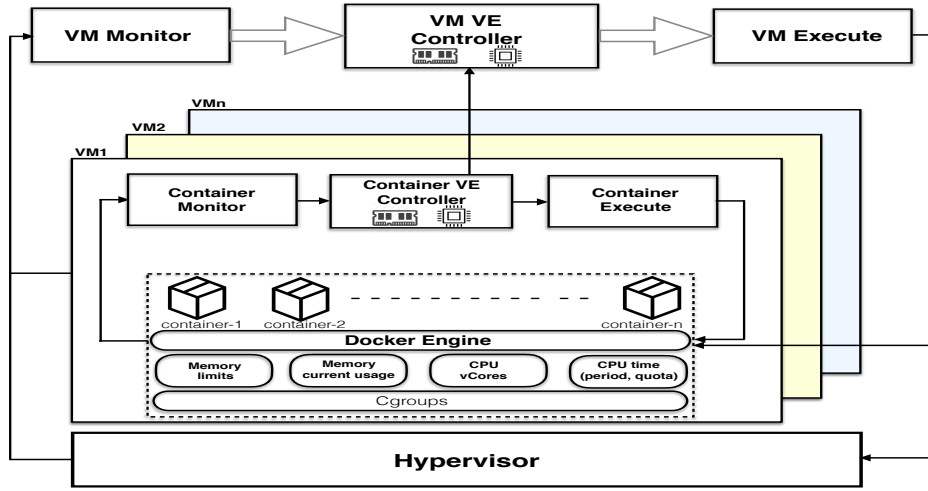 VM Monitor
VM VE
Controller
VM Execute
VMn
VM2
VM1
Container
Monitor
Container VE
Controller
Container
Execute
container-1
container-2
container-n
Docker Engine
Memory
limits
Memory
current usage
CPU
vCores
CPU time
(period, quota)
Cgroups
Hypervisor